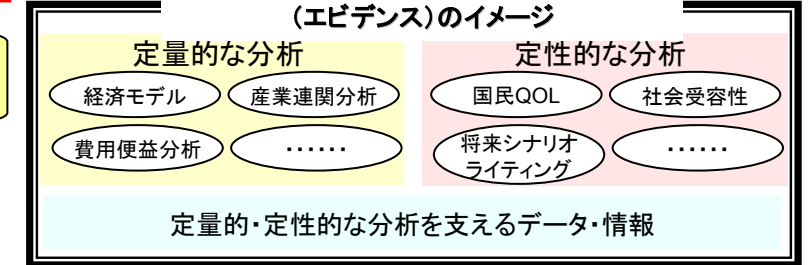 (エビデンス)のイメージ
定量的な分析
定性的な分析
経済モデル
産業連関分析
国民QOL
社会受容性
費用便益分析
‥‥‥
将来シナリオ
ライティング
‥‥‥
定量的・定性的な分析を支えるデータ・情報